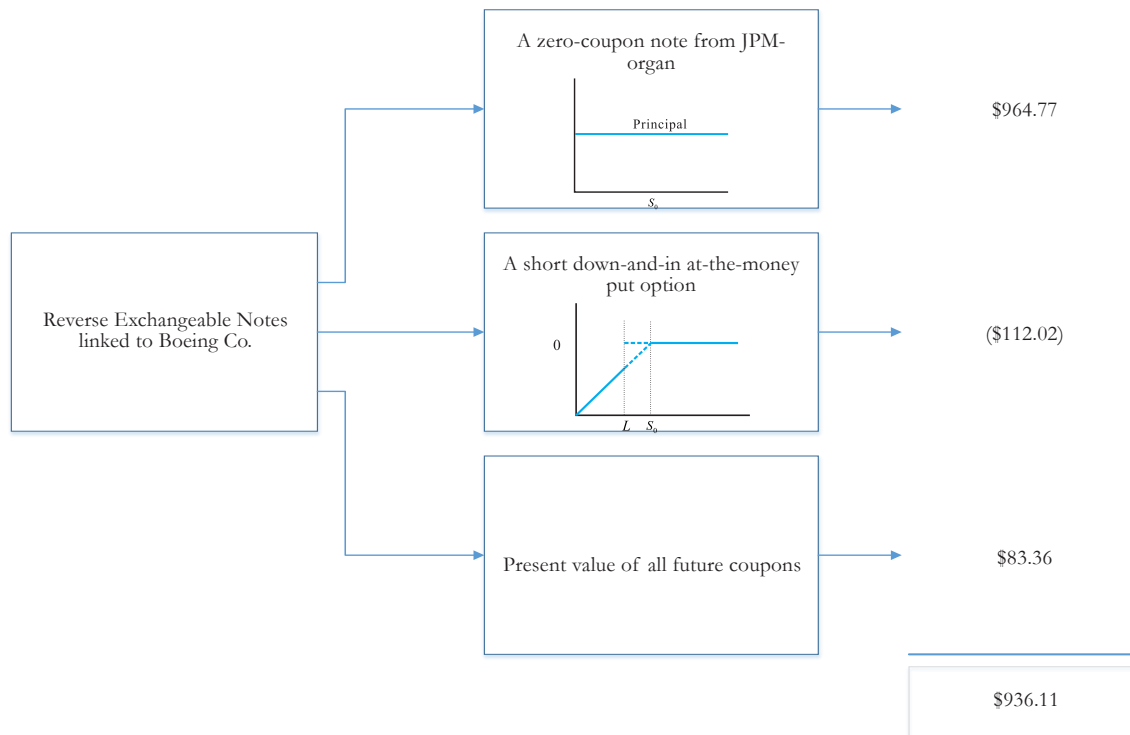 A zero-coupon note from JPM-
organ
Principal
S₀
$964.77
Reverse Exchangeable Notes
linked to Boeing Co.
A short down-and-in at-the-money
put option
0
L S₀
($112.02)
Present value of all future coupons
$83.36
$936.11